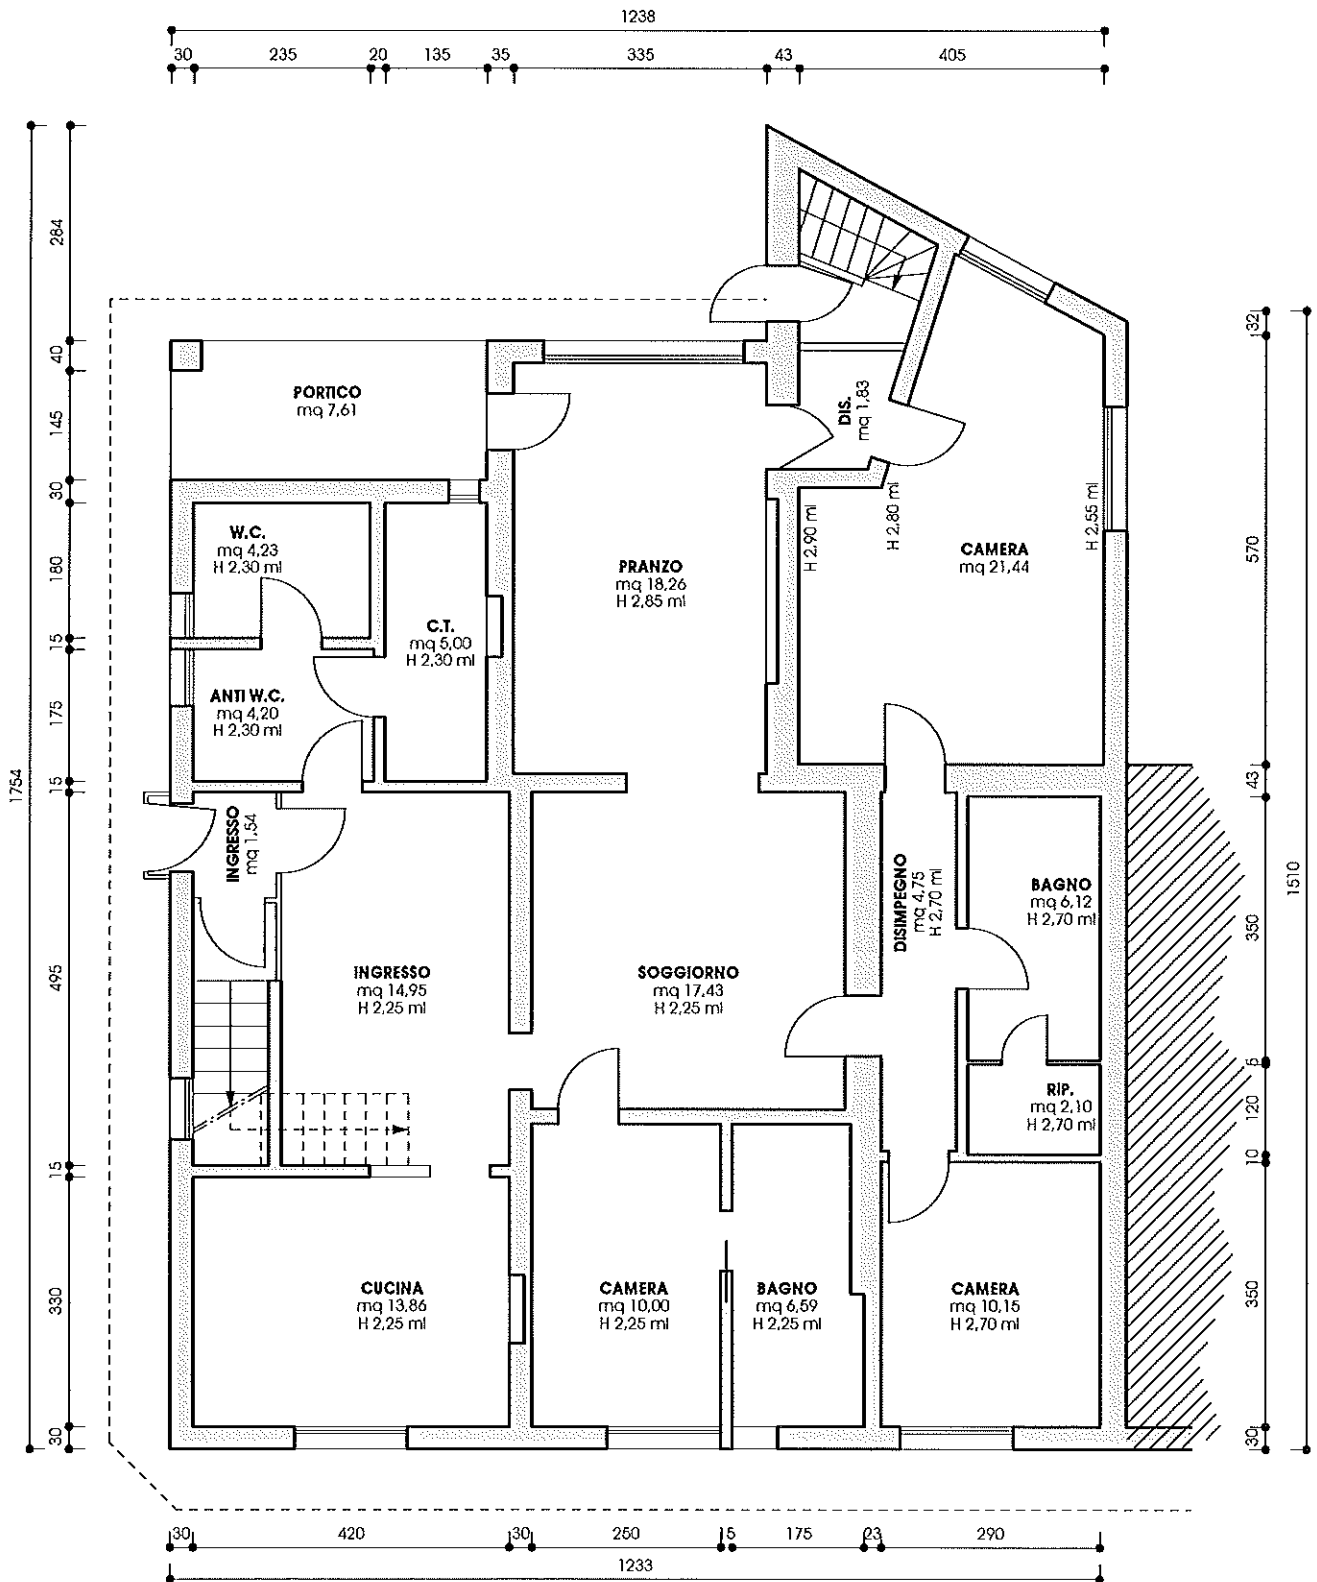 1238
30 235 20 135 35 335 43 405
1754
284
40
145
30
180
15
175
15
495
15
330
30
PORTICO
mq 7,61
W.C.
mq 4,23
H 2,30 ml
C.T.
mq 5,00
H 2,30 ml
ANTI W.C.
mq 4,20
H 2,30 ml
PRANZO
mq 18,26
H 2,85 ml
DIS.
mq 1,83
H 2,90 ml
H 2,80 ml
H 2,55 ml
CAMERA
mq 21,44
INGRESSO
mq 1,54
INGRESSO
mq 14,95
H 2,25 ml
SOGGIORNO
mq 17,43
H 2,25 ml
DISIMPEGNO
mq 4,75
H 2,70 ml
BAGNO
mq 6,12
H 2,70 ml
RIP.
mq 2,10
H 2,70 ml
CUCINA
mq 13,86
H 2,25 ml
CAMERA
mq 10,00
H 2,25 ml
BAGNO
mq 6,59
H 2,25 ml
CAMERA
mq 10,15
H 2,70 ml
32
570
43
350
120
10
350
30
1510
30 420 30 250 15 175 23 290
1233